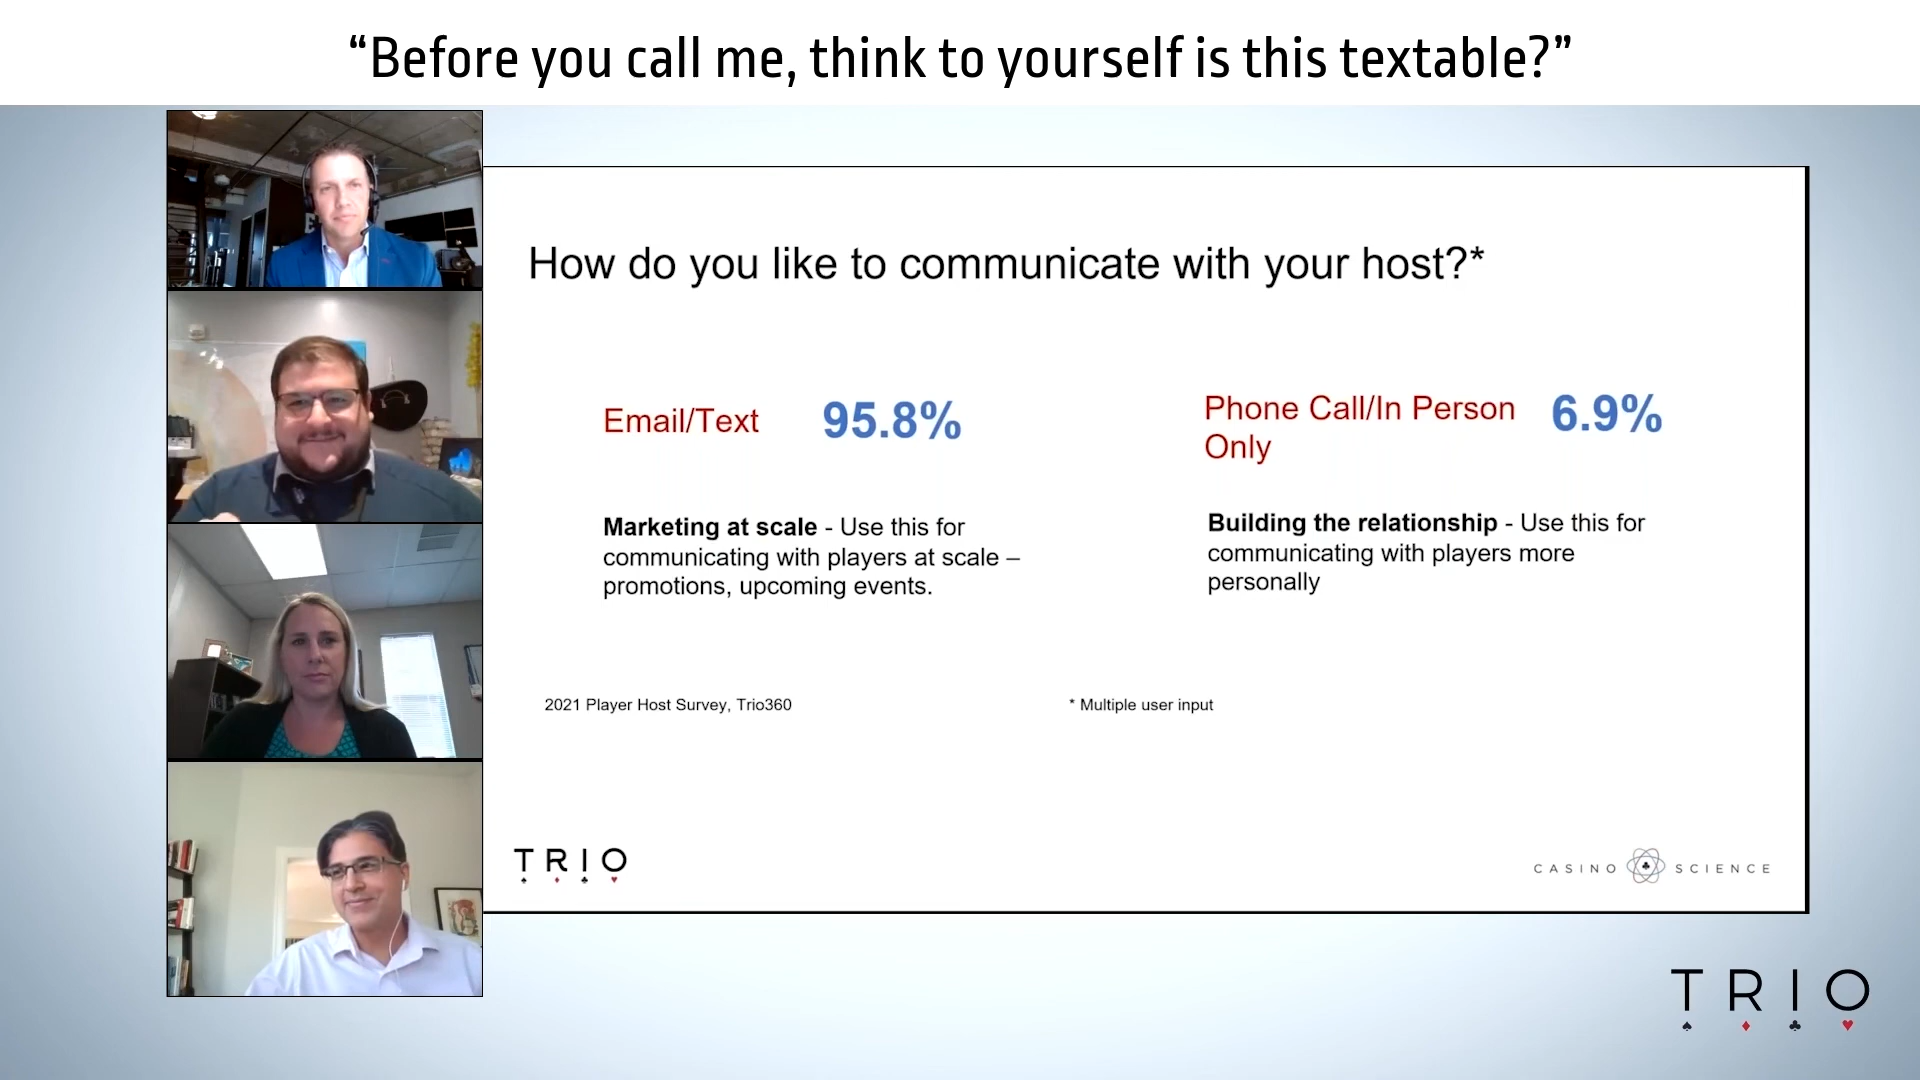 “Before you call me, think to yourself is this textable?”
How do you like to communicate with your host?*
Email/Text 95.8%
Phone Call/In Person 6.9%
Only
Marketing at scale - Use this for
communicating with players at scale –
promotions, upcoming events.
Building the relationship - Use this for
communicating with players more
personally
2021 Player Host Survey, Trio360
* Multiple user input
TRIO
CASINO SCIENCE
TRIO